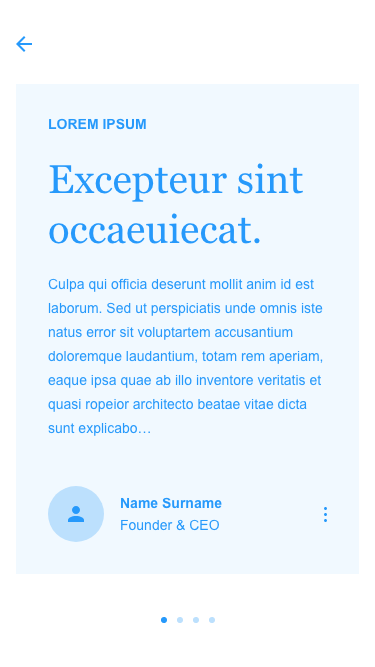 LOREM IPSUM
Excepteur sint
occaeuiecat.
Culpa qui officia deserunt mollit anim id est
laborum. Sed ut perspiciatis unde omnis iste
natus error sit voluptartem accusantium
doloremque laudantium, totam rem aperiam,
eaque ipsa quae ab illo inventore veritatis et
quasi ropeior architecto beatae vitae dicta
sunt explicabo…
Name Surname
Founder & CEO